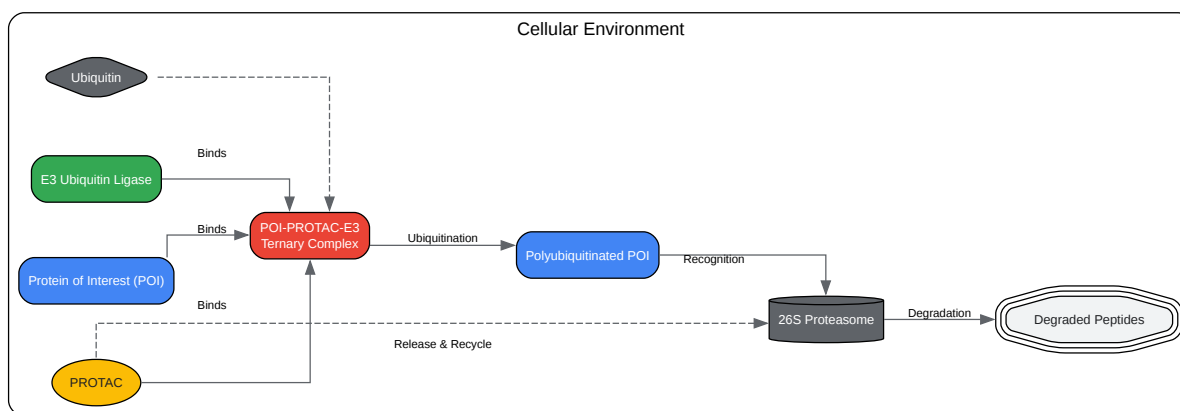 Cellular Environment
Ubiquitin
Binds
E3 Ubiquitin Ligase
POI-PROTAC-E3
Ternary Complex
Binds
Ubiquitination
Polyubiquitinated POI
Recognition
Protein of Interest (POI)
Binds
26S Proteasome
Degradation
Degraded Peptides
Release & Recycle
PROTAC